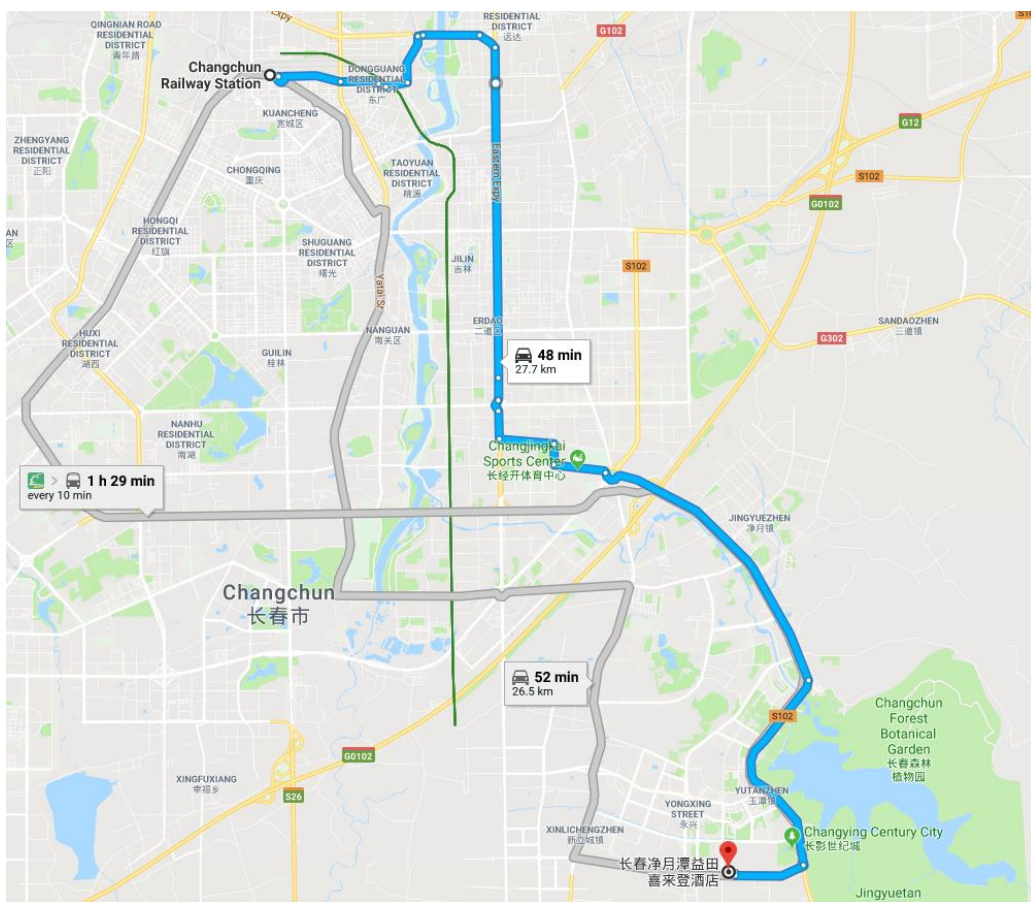 QINGNIAN ROAD
RESIDENTIAL
DISTRICT
青年路
RESIDENTIAL
DISTRICT
远达
G102
Changchun
Railway Station
DONGGUANG
RESIDENTIAL
DISTRICT
东广
KUANCHENG
宽城区
ZHENGYANG
正阳
G12
S102
G0102
CHONGQING
重庆
TAOYUAN
RESIDENTIAL
DISTRICT
桃源
Eastern Expy
HONGQI
RESIDENTIAL
DISTRICT
红旗
SHUGUANG
RESIDENTIAL
DISTRICT
曙光
JILIN
吉林
S102
Yatai St
NANGUAN
南关区
ERDAO
二道区
SANDAOZHEN
三道镇
G302
HUXI
RESIDENTIAL
DISTRICT
湖西
GUILIN
桂林
48 min
27.7 km
NANHU
RESIDENTIAL
DISTRICT
南湖
Changjingkai
Sports Center
长经开体育中心
1 h 29 min
every 10 min
JINGYUEZHEN
净月镇
Changchun
长春市
52 min
26.5 km
S102
Changchun
Forest
Botanical
Garden
长春森林
植物园
G0102
XINGFUXIANG
幸福乡
S26
YUTANZHEN
玉潭镇
YONGXING
STREET
永兴
XINLICHENGZHEN
新立城镇
Changying Century City
长影世纪城
长春净月潭益田
喜来登酒店
Jingyuetan